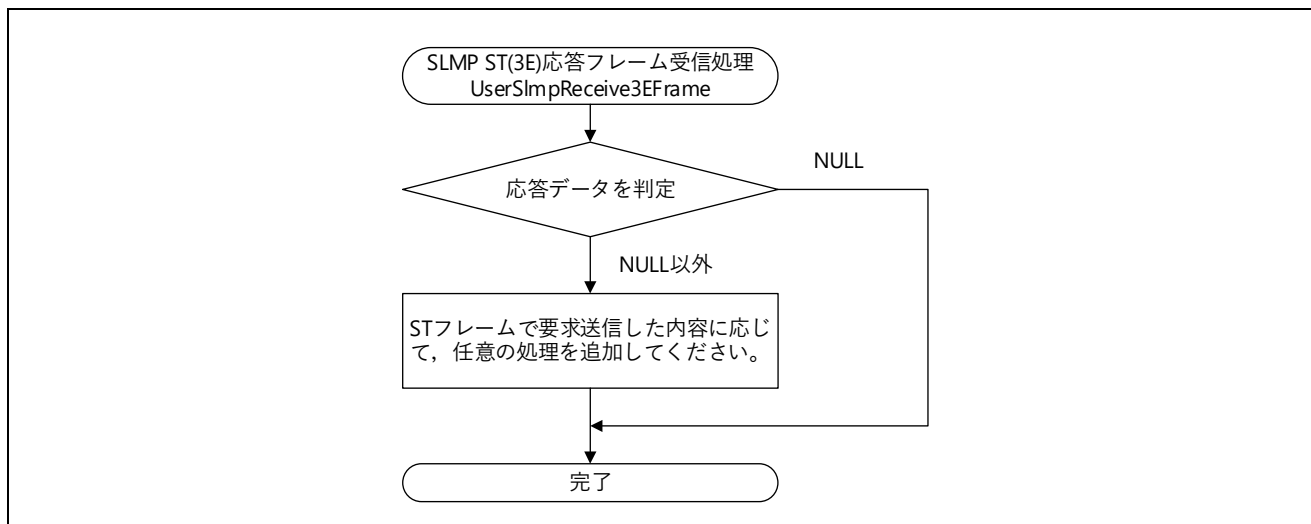 SLMP ST(3E)応答フレーム受信処理
UserSlmpReceive3EFrame
応答データを判定
NULL
NULL以外
STフレームで要求送信した内容に応じ
て，任意の処理を追加してください。
完了